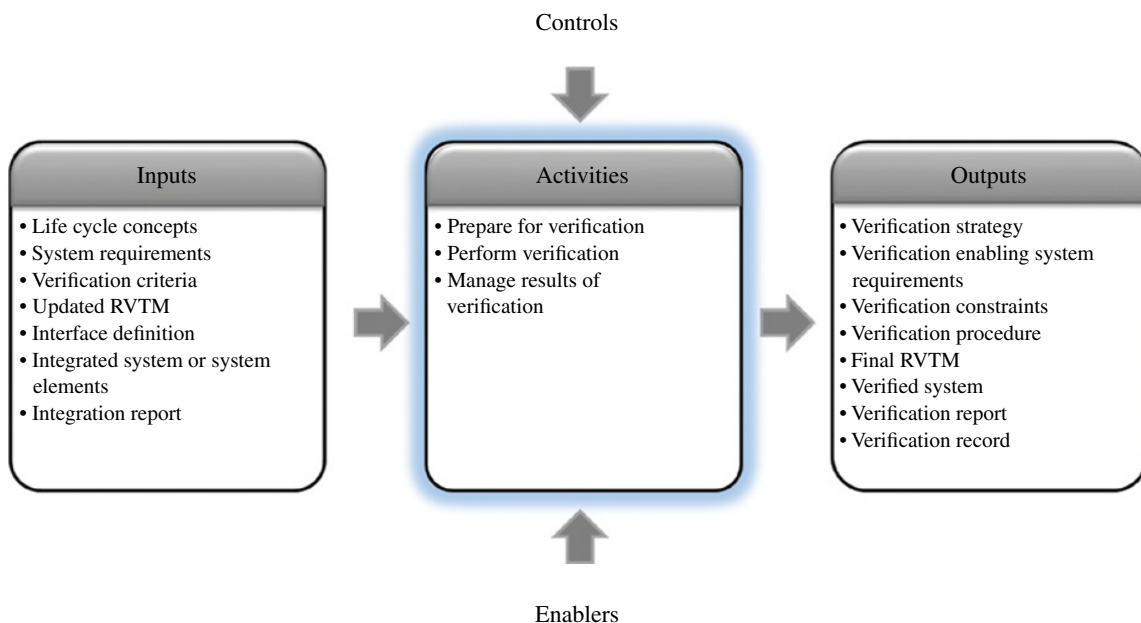 Controls
Inputs
• Life cycle concepts
• System requirements
• Verification criteria
• Updated RVTM
• Interface definition
• Integrated system or system
elements
• Integration report
Activities
• Prepare for verification
• Perform verification
• Manage results of
verification
Outputs
• Verification strategy
• Verification enabling system
requirements
• Verification constraints
• Verification procedure
• Final RVTM
• Verified system
• Verification report
• Verification record
Enablers